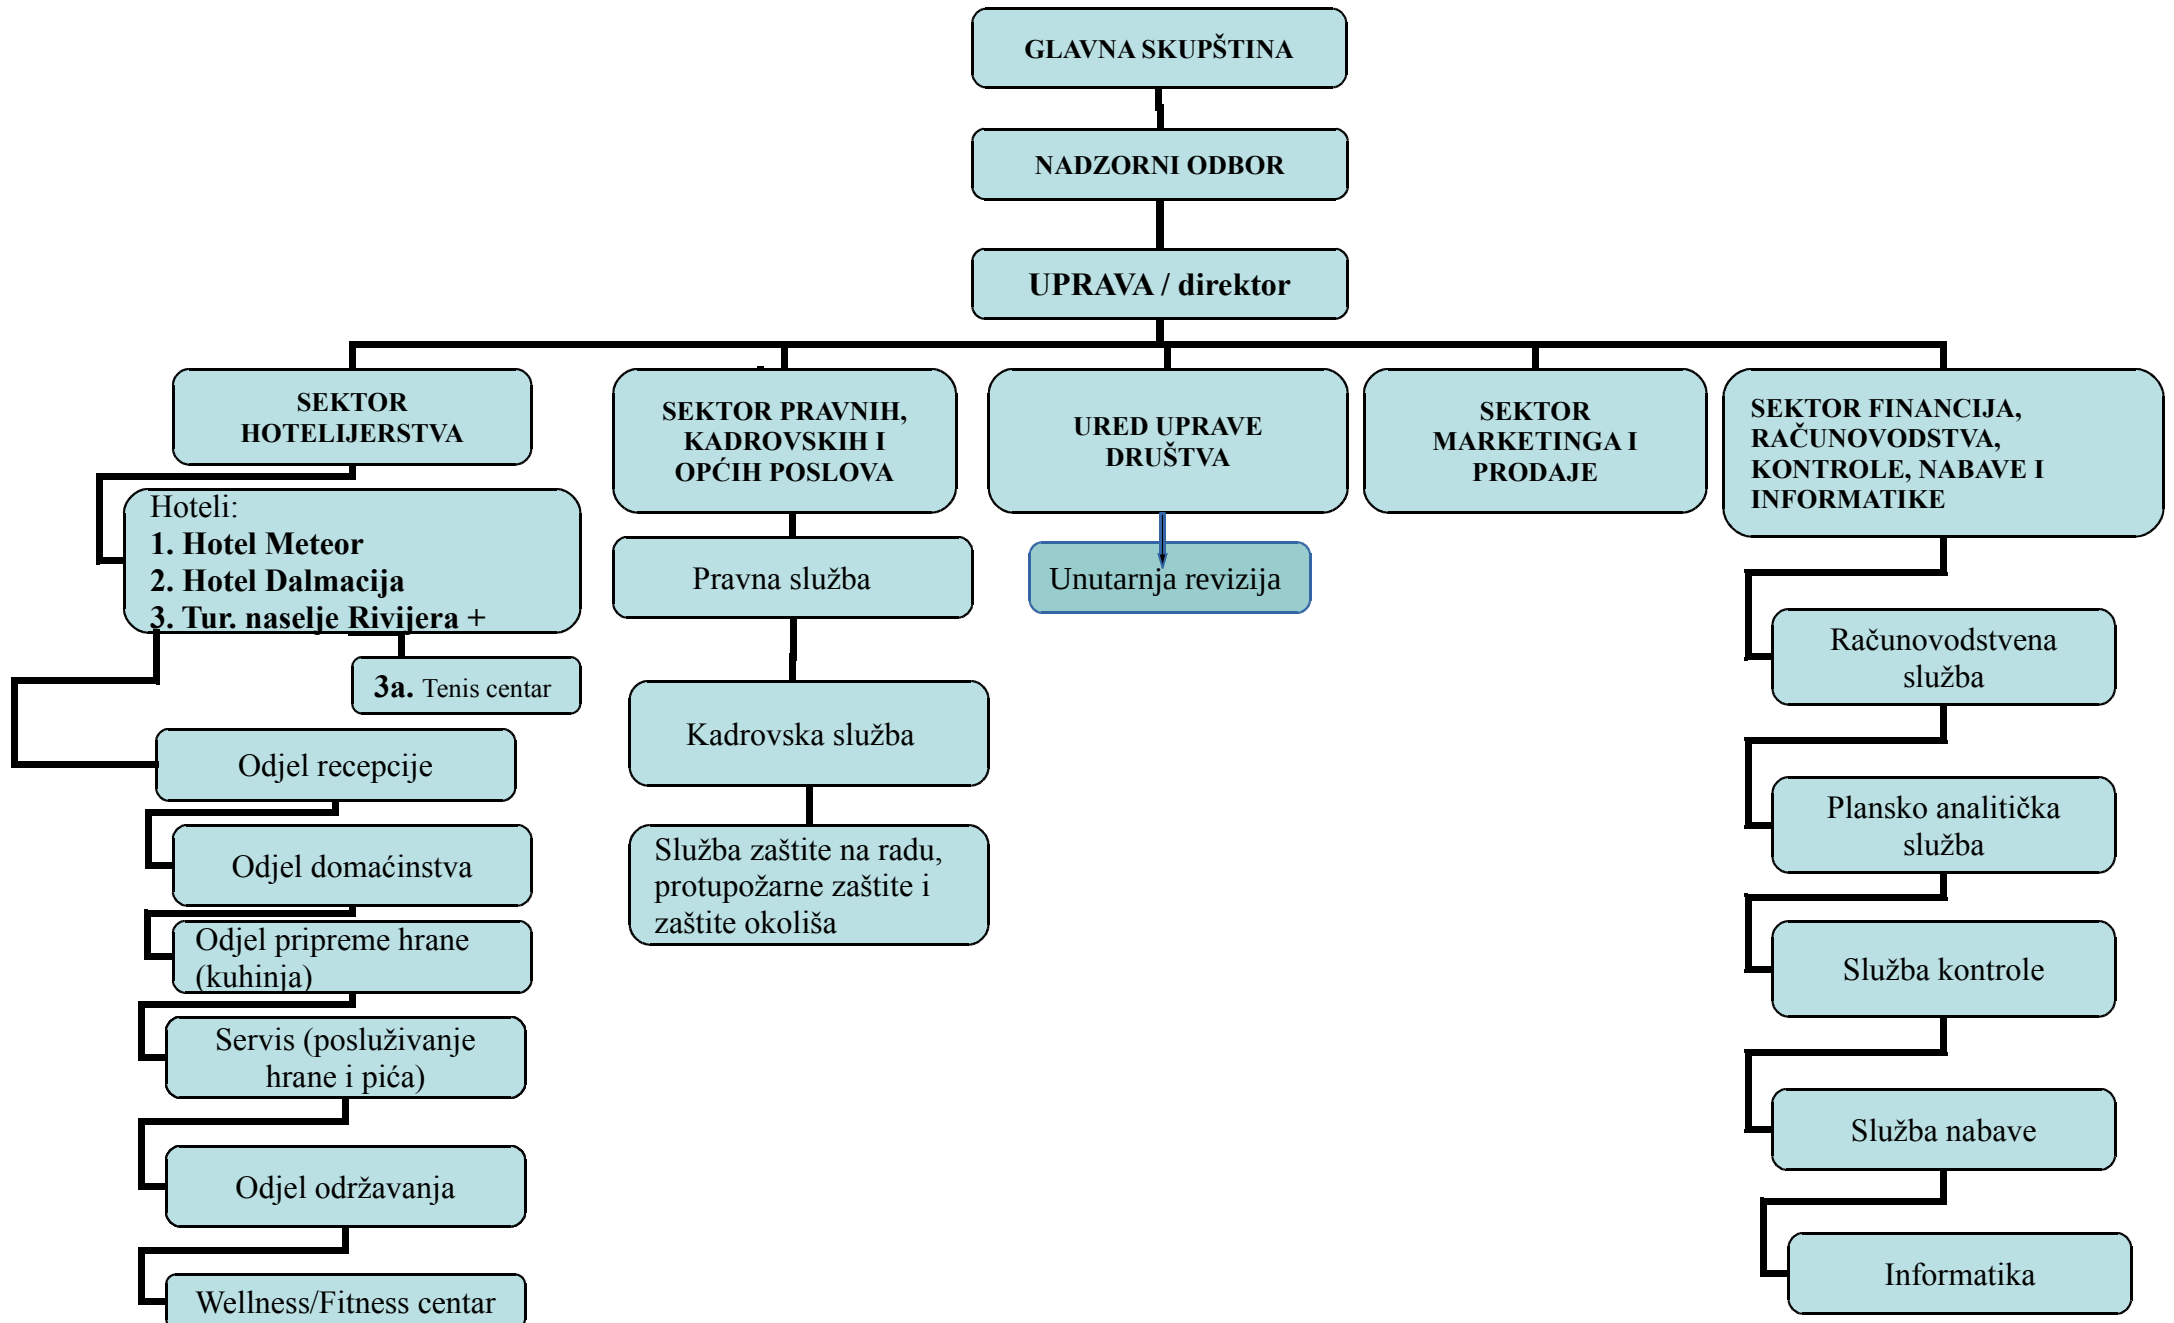 GLAVNA SKUPŠTINA
NADZORNI ODBOR
UPRAVA / direktor
SEKTOR
HOTELIJERSTVA
Hoteli:
1. Hotel Meteor
2. Hotel Dalmacija
3. Tur. naselje Rivijera +
3a. Tenis centar
Odjel recepcije
Odjel domaćinstva
Odjel pripreme hrane
(kuhinja)
Servis (posluživanje
hrane i pića)
Odjel održavanja
Wellness/Fitness centar
SEKTOR PRAVNIH,
KADROVSKIH I
OPĆIH POSLOVA
Pravna služba
Kadrovska služba
Služba zaštite na radu,
protupožarne zaštite i
zaštite okoliša
URED UPRAVE
DRUŠTVA
Unutarnja revizija
SEKTOR
MARKETINGA I
PRODAJE
SEKTOR FINANCIJA,
RAČUNOVODSTVA,
KONTROLE, NABAVE I
INFORMATIKE
Računovodstvena
služba
Plansko analitička
služba
Služba kontrole
Služba nabave
Informatika